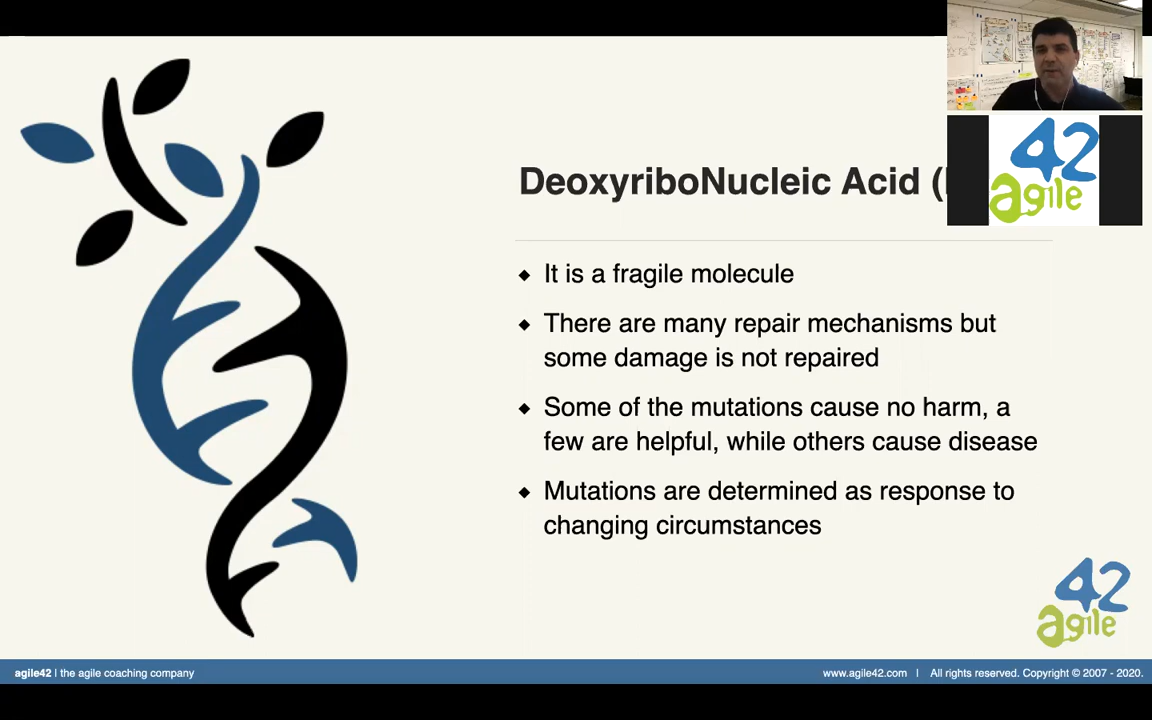 DeoxyriboNucleic Acid (
42
agile
◆ It is a fragile molecule
◆ There are many repair mechanisms but
some damage is not repaired
◆ Some of the mutations cause no harm, a
few are helpful, while others cause disease
◆ Mutations are determined as response to
changing circumstances
42
agile
agile42 | the agile coaching company
www.agile42.com | All rights reserved. Copyright © 2007 - 2020.